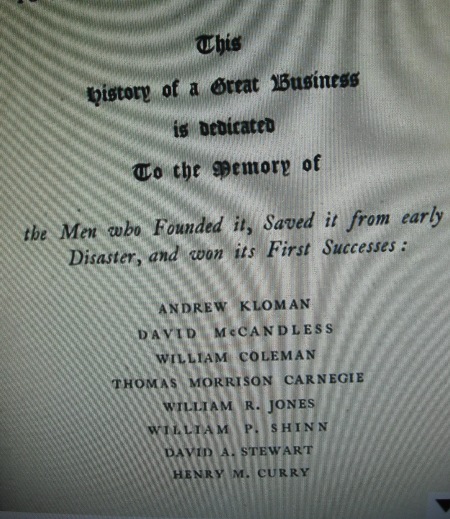 This
History of a Great Business
is dedicated
To the Memory of
the Men who Founded it, Saved it from early
Disaster, and won its First Successes:
ANDREW KLOMAN
DAVID McCANDLESS
WILLIAM COLEMAN
THOMAS MORRISON CARNEGIE
WILLIAM R. JONES
WILLIAM P. SHINN
DAVID A. STEWART
HENRY M. CURRY